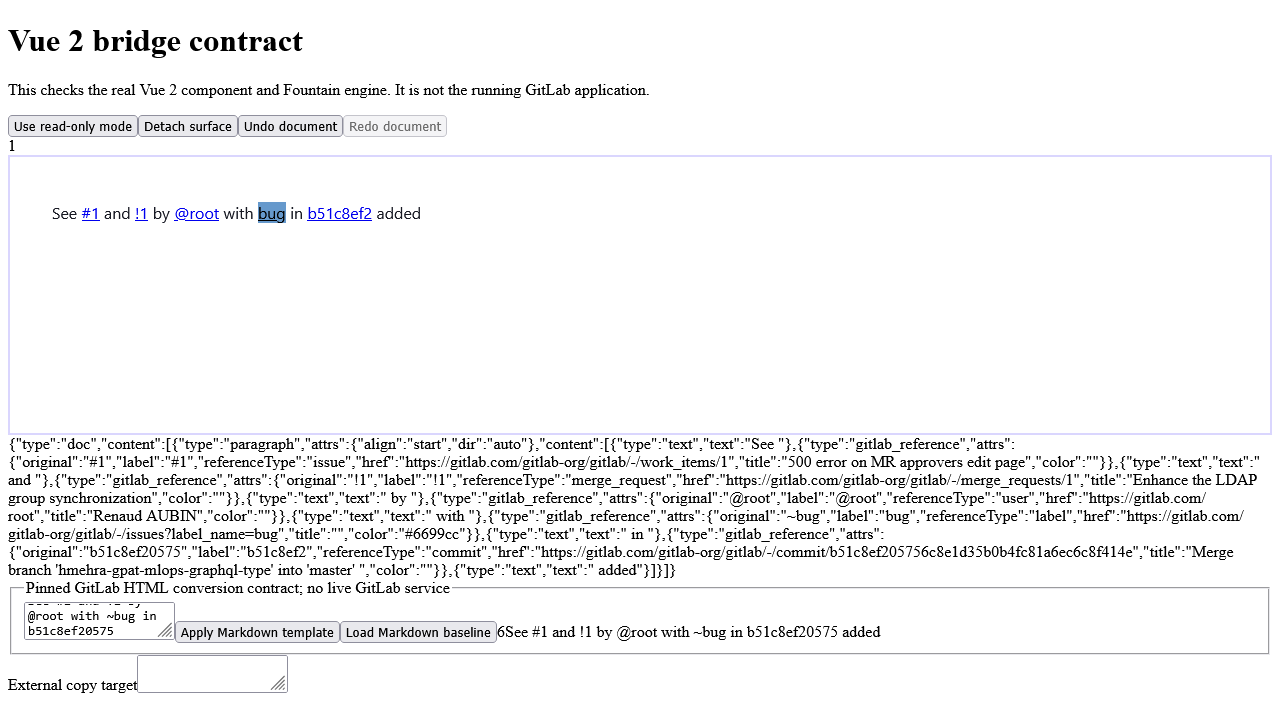 Vue 2 bridge contract
This checks the real Vue 2 component and Fountain engine. It is not the running GitLab application.
Use read-only mode Detach surface Undo document Redo document
1
See #1 and !1 by @root with bug in b51c8ef2 added
{"type":"doc","content":[{"type":"paragraph","attrs":{"align":"start","dir":"auto"},"content":[{"type":"text","text":"See "},{"type":"gitlab_reference","attrs":
{"original":"#1","label":"#1","referenceType":"issue","href":"https://gitlab.com/gitlab-org/gitlab/-/work_items/1","title":"500 error on MR approvers edit page","color":""}},{"type":"text","text":"
and "},{"type":"gitlab_reference","attrs":{"original":"!1","label":"!1","referenceType":"merge_request","href":"https://gitlab.com/gitlab-org/gitlab/-/merge_requests/1","title":"Enhance the LDAP
group synchronization","color":""}},{"type":"text","text":" by "},{"type":"gitlab_reference","attrs":{"original":"@root","label":"@root","referenceType":"user","href":"https://gitlab.com/
root","title":"Renaud AUBIN","color":""}},{"type":"text","text":" with "},{"type":"gitlab_reference","attrs":{"original":"~bug","label":"bug","referenceType":"label","href":"https://gitlab.com/
gitlab-org/gitlab/-/issues?label_name=bug","title":"","color":"#6699cc"}},{"type":"text","text":" in "},{"type":"gitlab_reference","attrs":
{"original":"b51c8ef20575","label":"b51c8ef2","referenceType":"commit","href":"https://gitlab.com/gitlab-org/gitlab/-/commit/b51c8ef205756c8e1d35b0b4fc81a6ec6c8f414e","title":"Merge
branch 'hmehra-gpat-mlops-graphql-type' into 'master' ","color":""}},{"type":"text","text":" added"}]}]}
Pinned GitLab HTML conversion contract; no live GitLab service
See #1 and !1 by
@root with ~bug in
b51c8ef20575
Apply Markdown template Load Markdown baseline 6See #1 and !1 by @root with ~bug in b51c8ef20575 added
External copy target